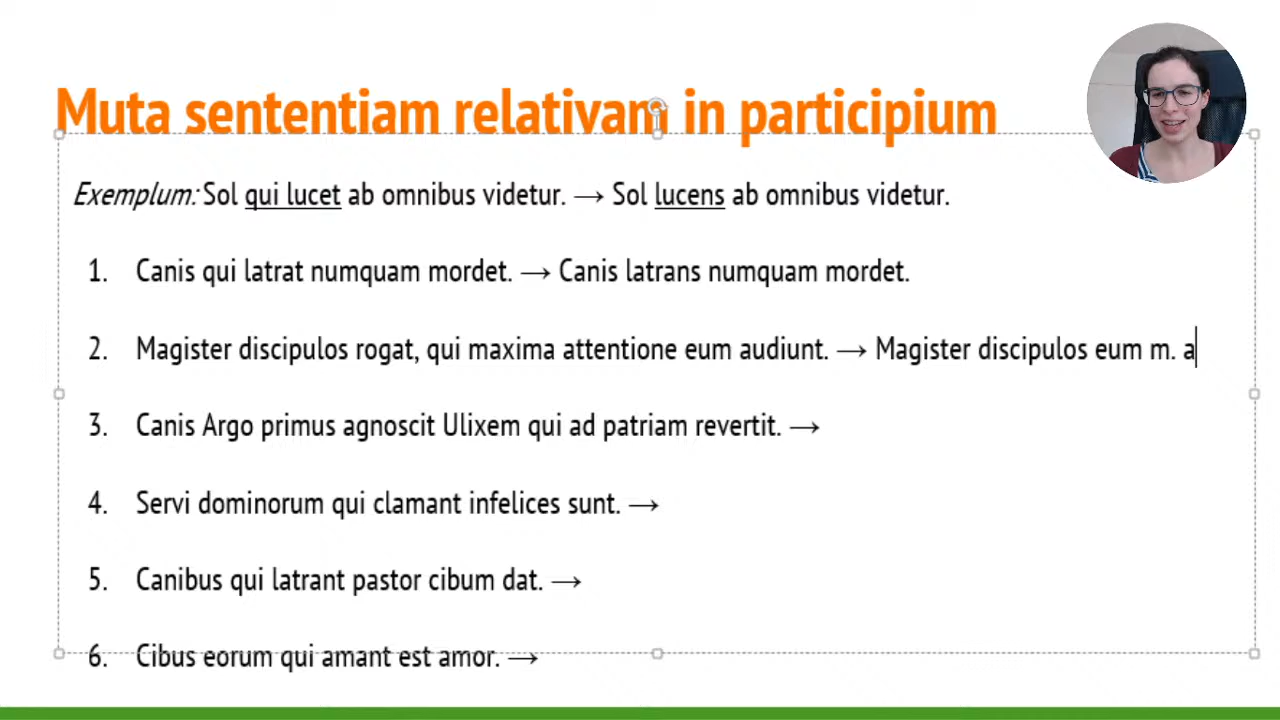 Muta sententiam relativam in participium
Exemplum: Sol qui lucet ab omnibus videtur. → Sol lucens ab omnibus videtur.
1. Canis qui latrat numquam mordet. → Canis latrans numquam mordet.
2. Magister discipulos rogat, qui maxima attentione eum audiunt. → Magister discipulos eum m. a
3. Canis Argo primus agnoscit Ulixem qui ad patriam revertit. →
4. Servi dominorum qui clamant infelices sunt. →
5. Canibus qui latrant pastor cibum dat. →
6. Cibus eorum qui amant est amor. →